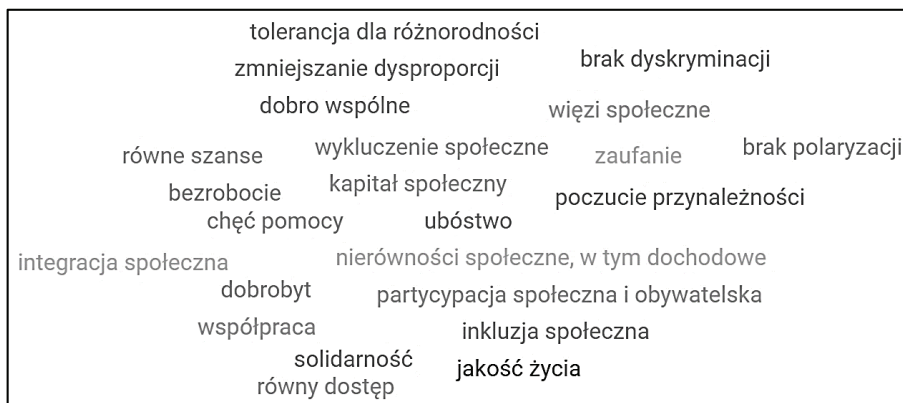 tolerancja dla różnorodności
brak dyskryminacji
zmniejszanie dysproporcji
dobro wspólne
więzi społeczne
wykluczenie społeczne
brak polaryzacji
równe szanse
zaufanie
kapitał społeczny
bezrobocie
poczucie przynależności
chęć pomocy
ubóstwo
integracja społeczna
nierówności społeczne, w tym dochodowe
dobrobyt
partycypacja społeczna i obywatelska
współpraca
inkluzja społeczna
solidarność
jakość życia
równy dostęp